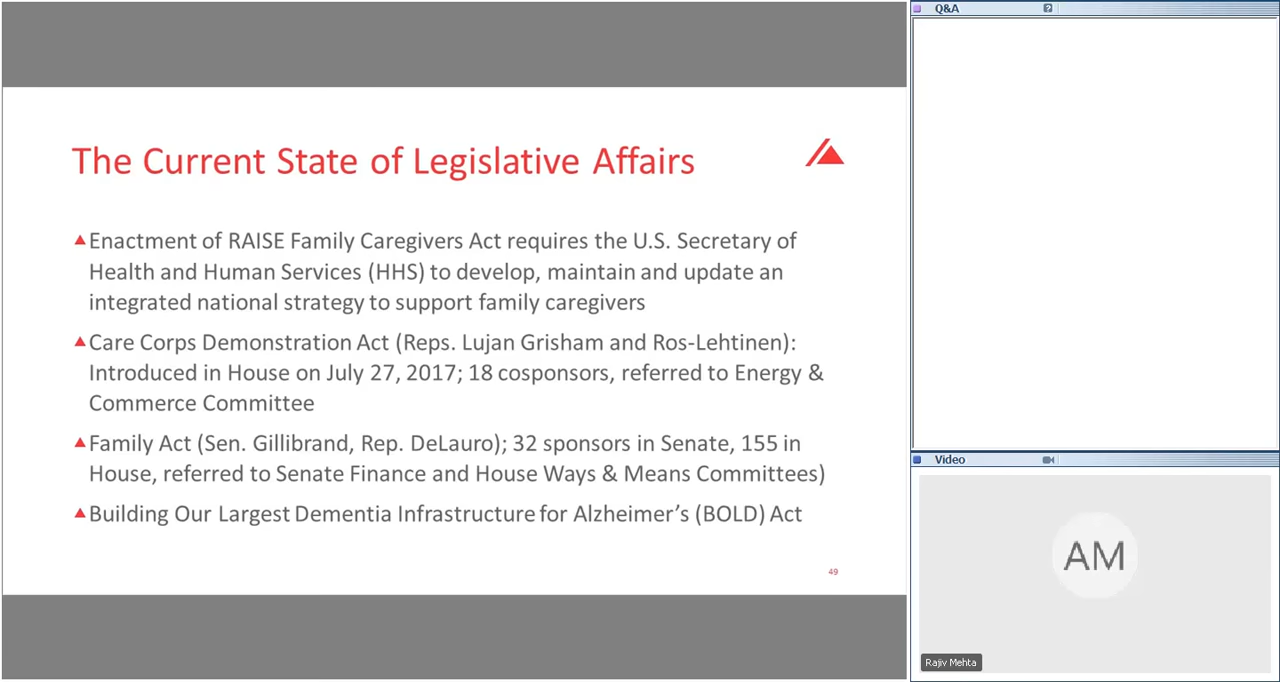 The Current State of Legislative Affairs
Enactment of RAISE Family Caregivers Act requires the U.S. Secretary of
Health and Human Services (HHS) to develop, maintain and update an
integrated national strategy to support family caregivers
Care Corps Demonstration Act (Reps. Lujan Grisham and Ros-Lehtinen):
Introduced in House on July 27, 2017; 18 cosponsors, referred to Energy &
Commerce Committee
Family Act (Sen. Gillibrand, Rep. DeLauro); 32 sponsors in Senate, 155 in
House, referred to Senate Finance and House Ways & Means Committees)
Building Our Largest Dementia Infrastructure for Alzheimer’s (BOLD) Act
49
Q&A
?
Video
AM
Rajiv Mehta